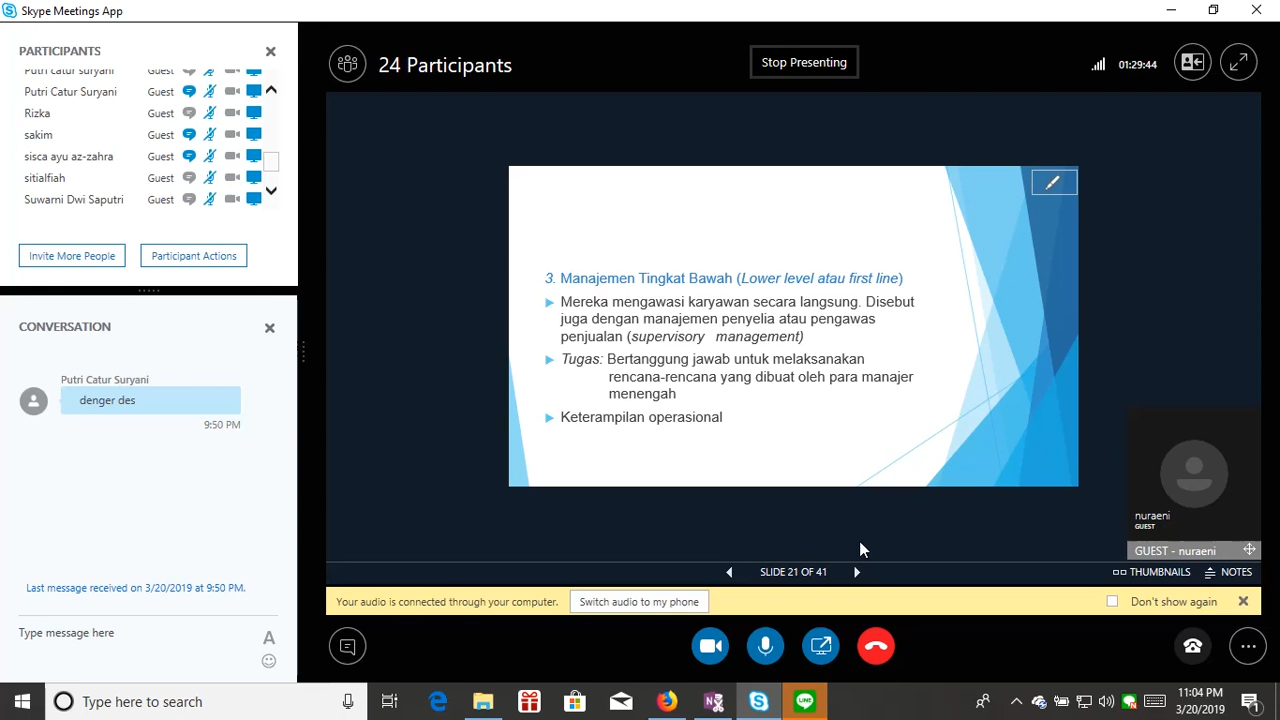 Skype Meetings App
PARTICIPANTS
Putri catur suryani Guest
Putri Catur Suryani Guest
Rizka Guest
sakim Guest
sisca ayu az-zahra Guest
sitialfiah Guest
Suwarni Dwi Saputri Guest
Invite More People
Participant Actions
CONVERSATION
Putri Catur Suryani
denger des
9:50 PM
Last message received on 3/20/2019 at 9:50 PM.
Type message here
A
24 Participants
Stop Presenting
01:29:44
3. Manajemen Tingkat Bawah (Lower level atau first line)
Mereka mengawasi karyawan secara langsung. Disebut
juga dengan manajemen penyelia atau pengawas
penjualan (supervisory management)
Tugas: Bertanggung jawab untuk melaksanakan
rencana-rencana yang dibuat oleh para manajer
menengah
Keterampilan operasional
nuraeni
GUEST
GUEST - nuraeni
SLIDE 21 OF 41
THUMBNAILS
NOTES
Your audio is connected through your computer.
Switch audio to my phone
Don't show again
Type here to search
LINE
11:04 PM
3/20/2019
1